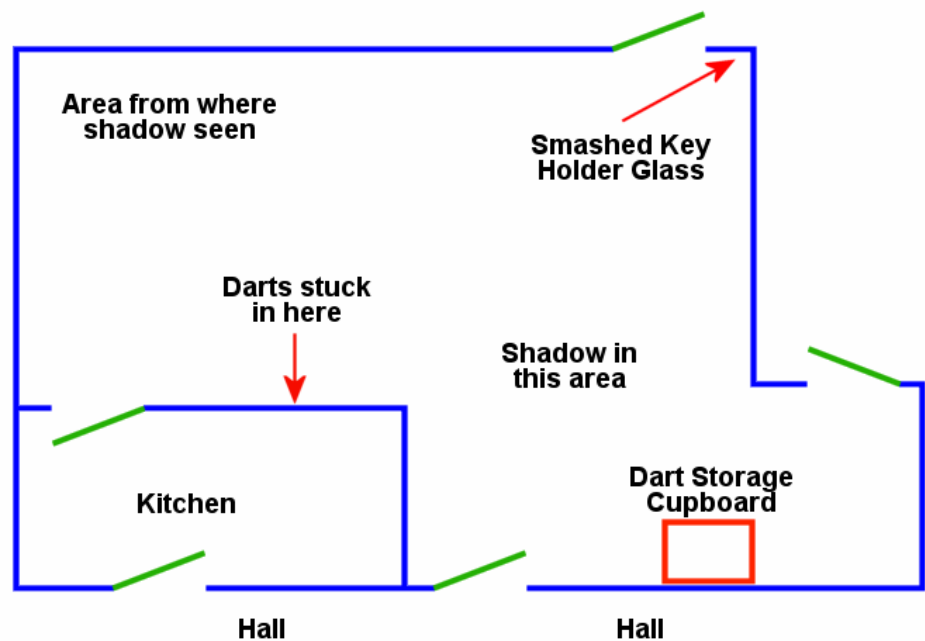 Area from where
shadow seen
Smashed Key
Holder Glass
Darts stuck
in here
Shadow in
this area
Dart Storage
Cupboard
Kitchen
Hall
Hall